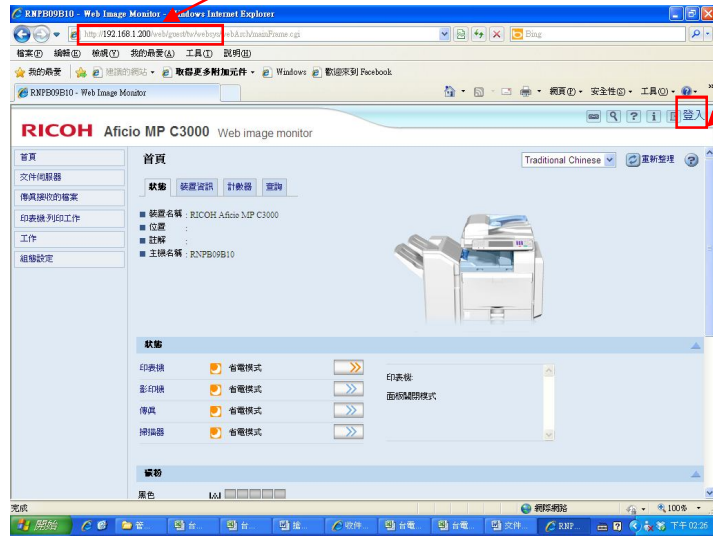 RNPB09B10 - Web Image Monitor - Windows Internet Explorer
http://192.168.1.200/web/guest/tw/websys/webArch/mainFrame.cgi
Bing
檔案(F) 編輯(E) 檢視(V) 我的最愛(A) 工具(T) 說明(H)
我的最愛 建議的網站 取得更多附加元件 Windows 歡迎來到 Facebook
RNPB09B10 - Web Image Monitor 網頁(P) 安全性(S) 工具(O)
登入
RICOH Aficio MP C3000 Web image monitor
首頁
文件伺服器
傳真接收的檔案
印表機:列印工作
工作
組態設定
首頁
Traditional Chinese 重新整理
狀態 裝置資訊 計數器 查詢
裝置名稱 : RICOH Aficio MP C3000
位置 :
註解 :
主機名稱 : RNPB09B10
狀態
印表機 省電模式
影印機 省電模式
傳真 省電模式
掃描器 省電模式
印表機:
面板關閉模式
碳粉
黑色
完成 網際網路 100%
開始 管... 台... 台... 搶... 收件... 台電... 台電... 文件... RNP... 下午 02:26